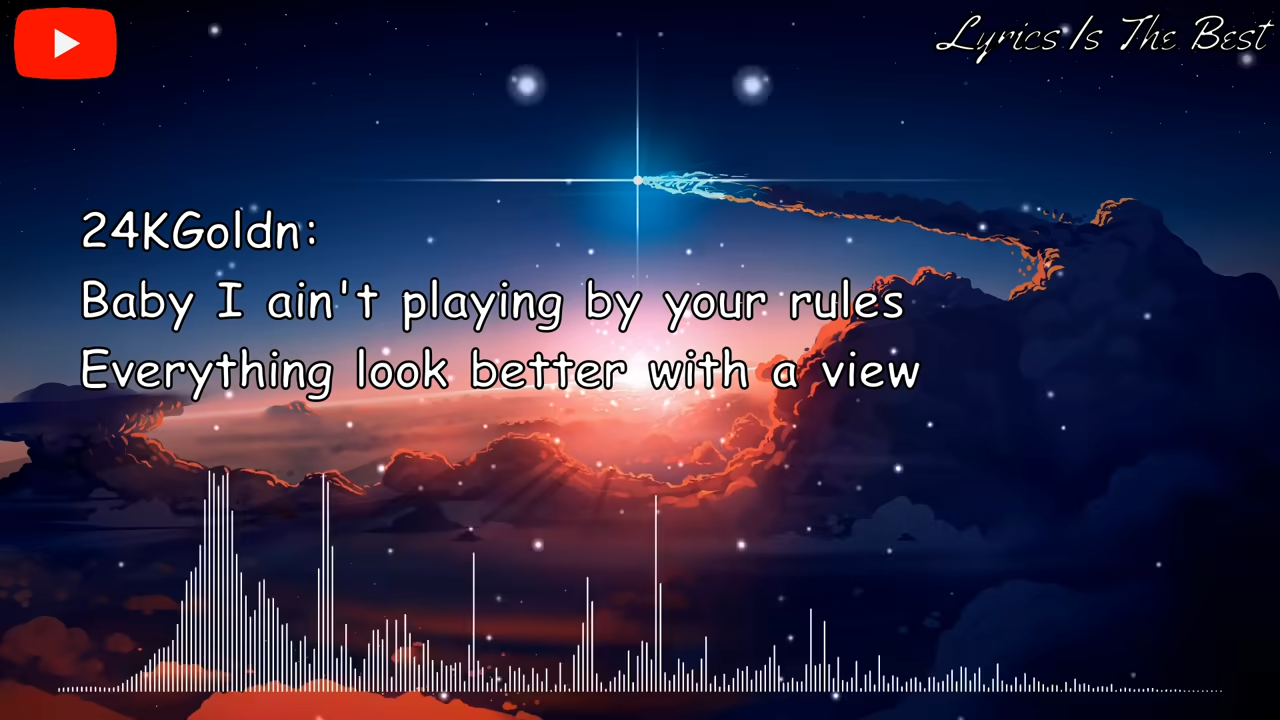 Lyrics Is The Best
24KGoldn:
Baby I ain't playing by your rules
Everything look better with a view